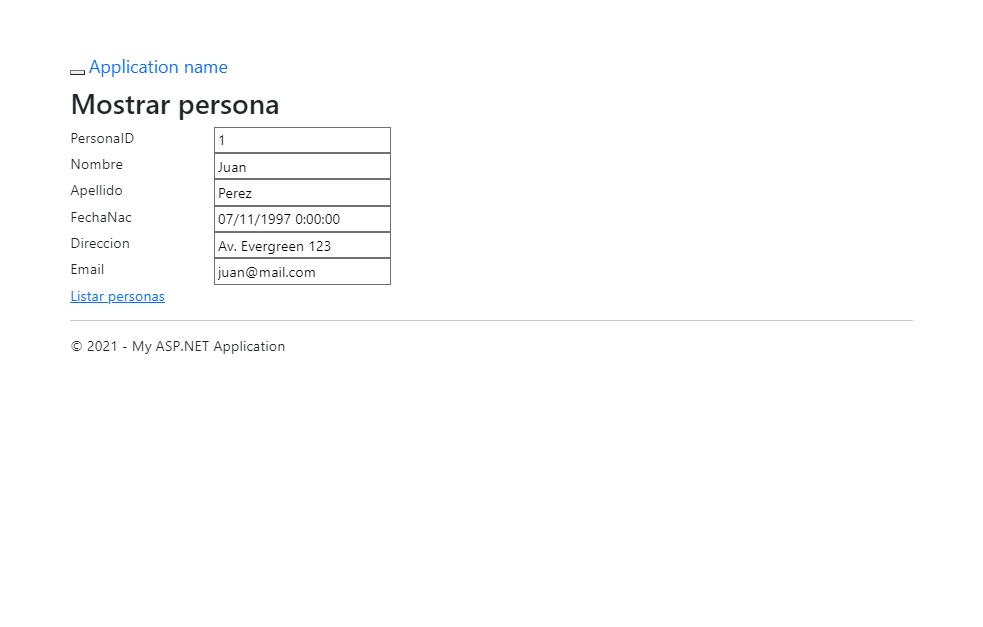 Application name
Mostrar persona
PersonalD 1
Nombre Juan
Apellido Perez
FechaNac 07/11/1997 0:00:00
Direccion Av. Evergreen 123
Email juan@mail.com
Listar personas
© 2021 - My ASP.NET Application